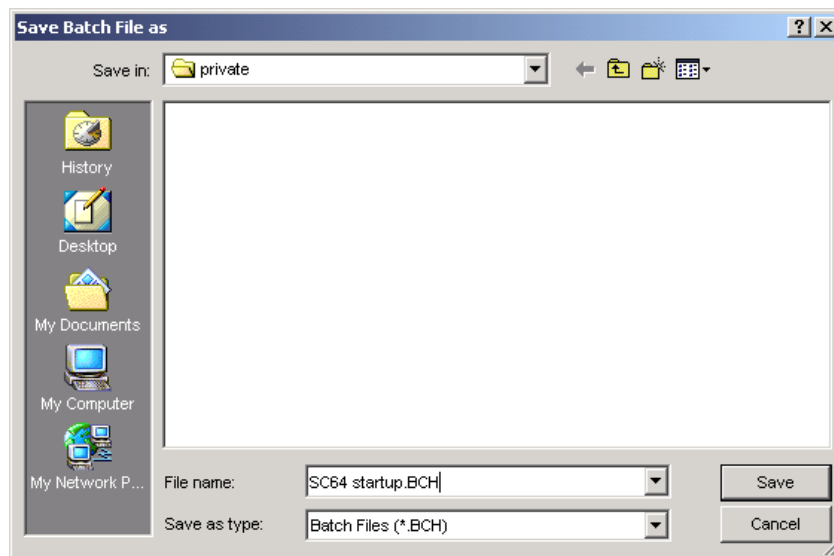 Save Batch File as
Save in: private
History
Desktop
My Documents
My Computer
My Network P...
File name: SC64 startup.BCH Save
Save as type: Batch Files (*.BCH) Cancel